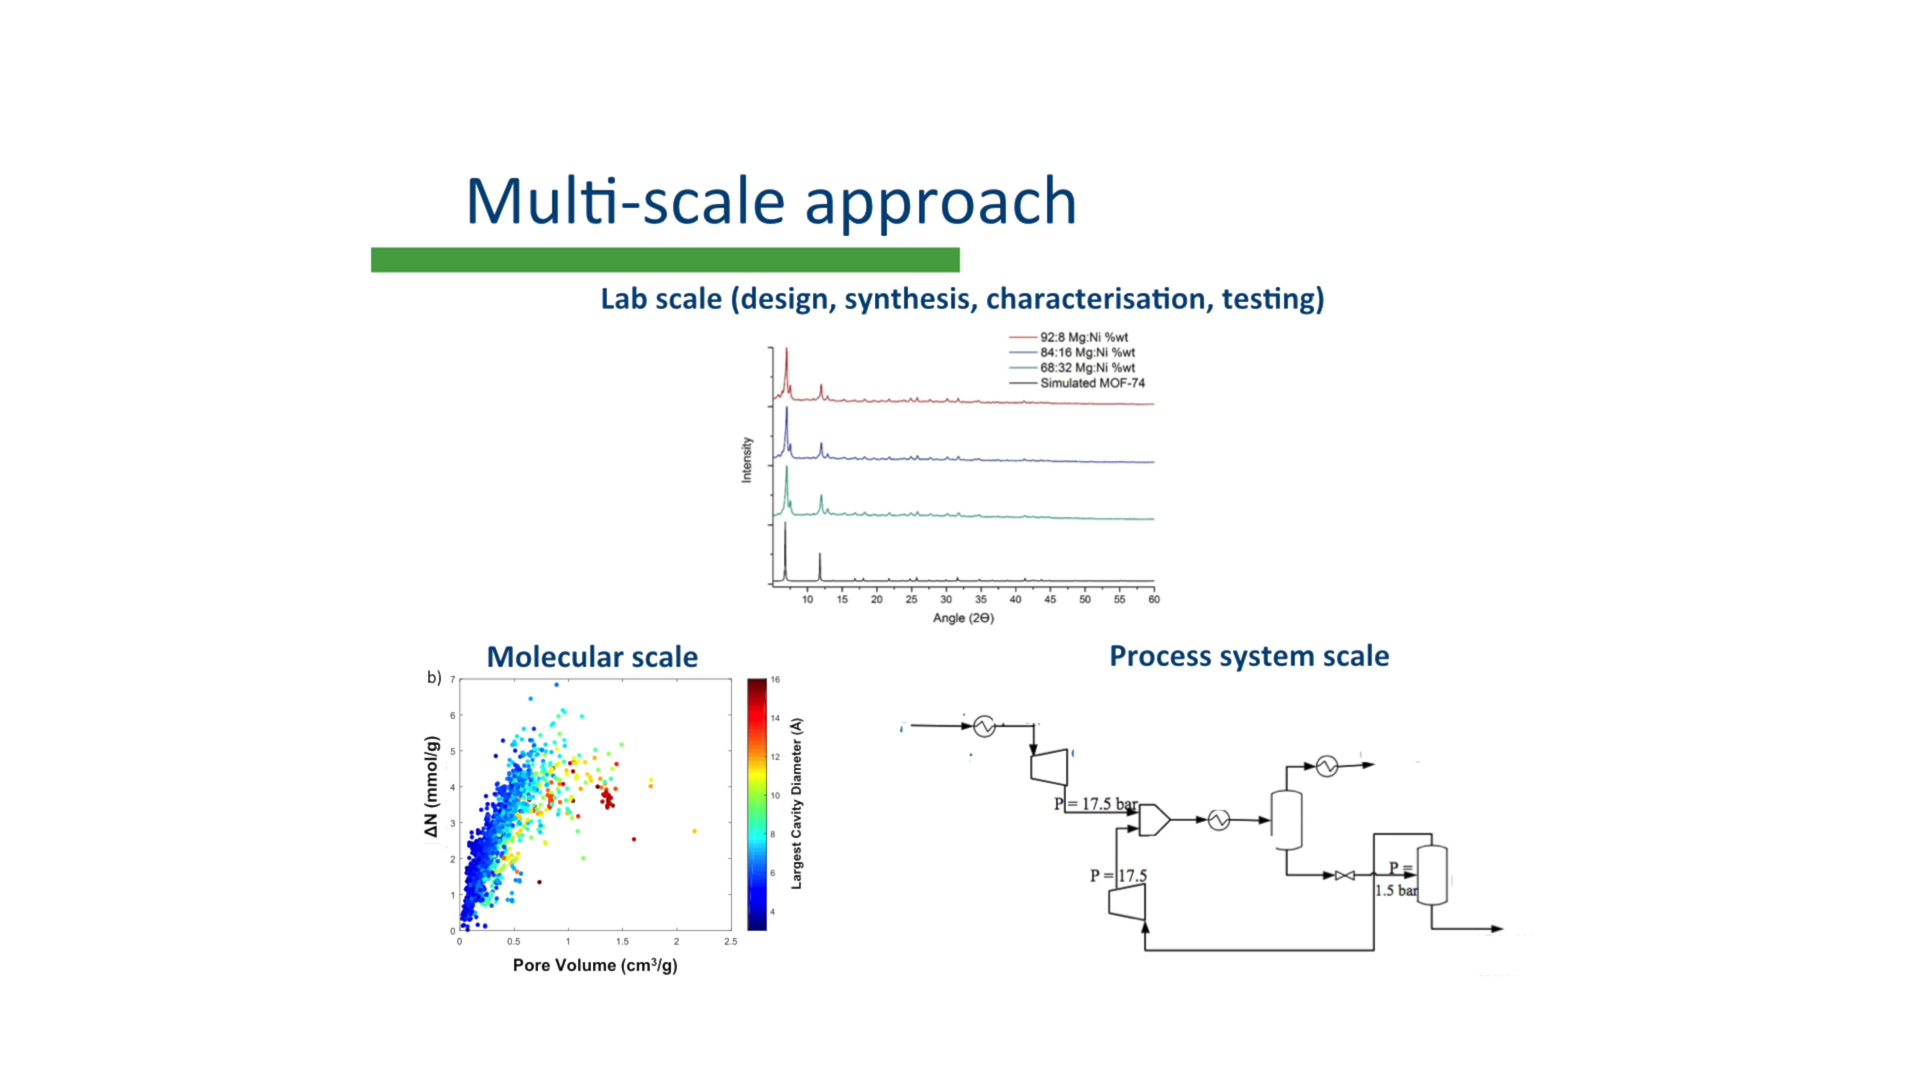 Multi-scale approach
Lab scale (design, synthesis, characterisation, testing)
92:8 Mg:Ni %wt
84:16 Mg:Ni %wt
68:32 Mg:Ni %wt
Simulated MOF-74
Intensity
10 15 20 25 30 35 40 45 50 55 60
Angle (2Θ)
Molecular scale
b)
7
6
5
4
3
2
1
0
ΔN (mmol/g)
0 0.5 1 1.5 2 2.5
Pore Volume (cm³/g)
16
14
12
10
8
6
4
Largest Cavity Diameter (Å)
Process system scale
P = 17.5 bar
P = 17.5
P =
1.5 bar